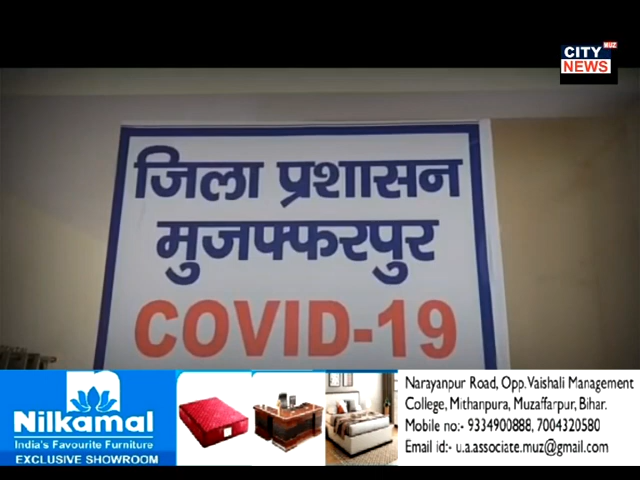 CITY MUZ
NEWS
जिला प्रशासन
मुजफ्फरपुर
COVID-19
Nilkamal
India's Favourite Furniture
EXCLUSIVE SHOWROOM
Narayanpur Road, Opp. Vaishali Management
College, Mithanpura, Muzaffarpur, Bihar.
Mobile no:- 9334900888, 7004320580
Email id:- u.a.associate.muz@gmail.com